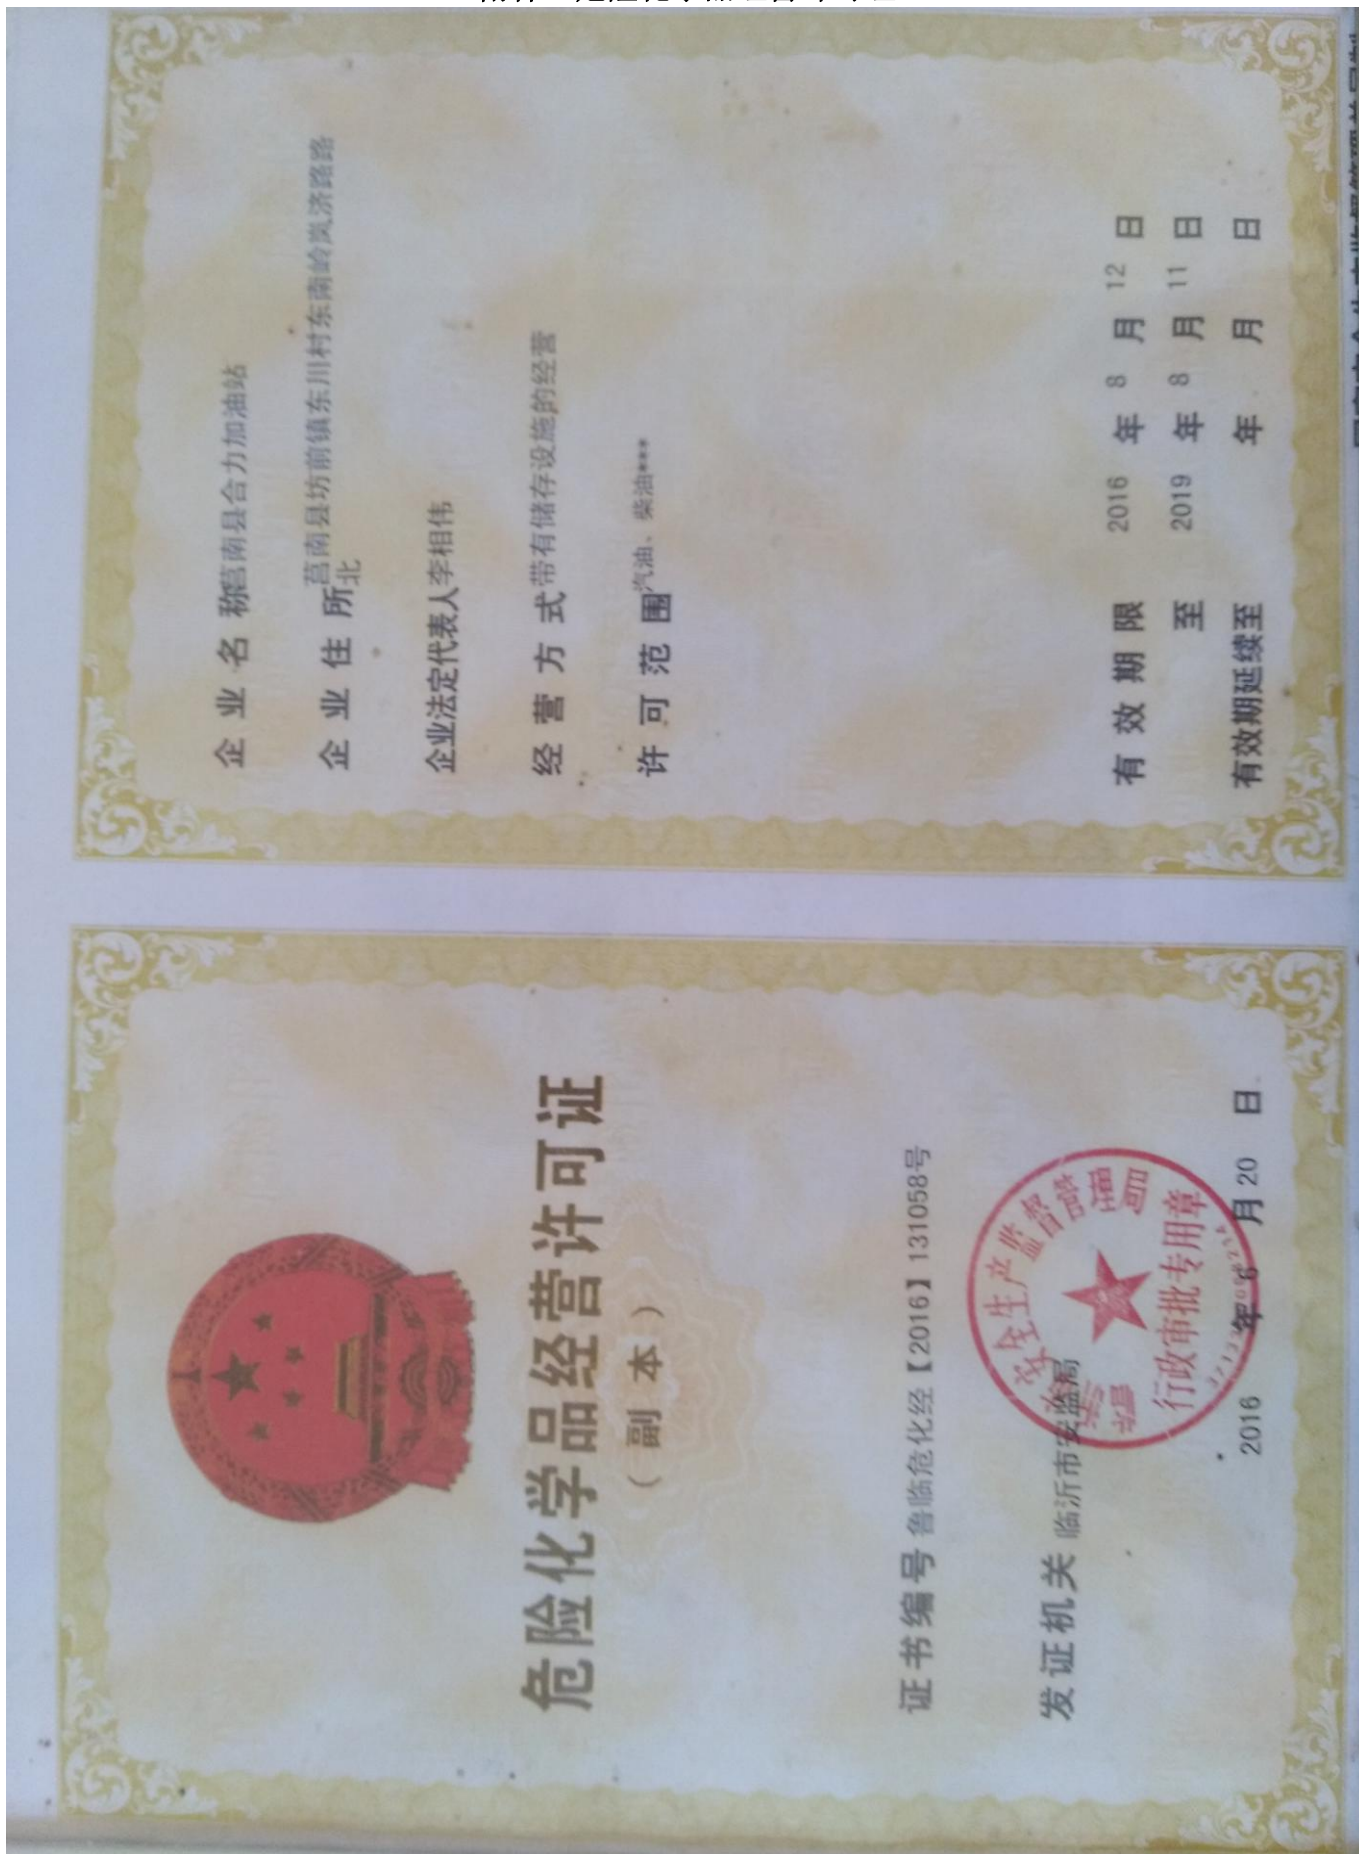 危险化学品经营许可证
（副本）
证书编号 鲁临危化经【2016】131058号
发证机关 临沂市安监局
安全生产监督管理局
行政审批专用章
2016 年 6 月 20 日
企业名称 莒南县合力加油站
企业住所 莒南县坊前镇东川村东南岭岚济路路
北
企业法定代表人 李相伟
经营方式 带有储存设施的经营
许可范围 汽油、柴油***
有效期限 2016 年 8 月 12 日
至 2019 年 8 月 11 日
有效期延续至 年 月 日